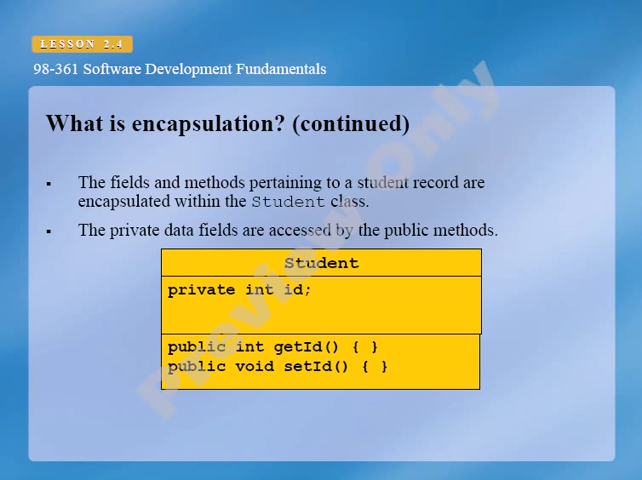 LESSON 2.4
98-361 Software Development Fundamentals
What is encapsulation? (continued)
▪ The fields and methods pertaining to a student record are
encapsulated within the Student class.
▪ The private data fields are accessed by the public methods.
Student
private int id;
public int getId() { }
public void setId() { }
Preview Only